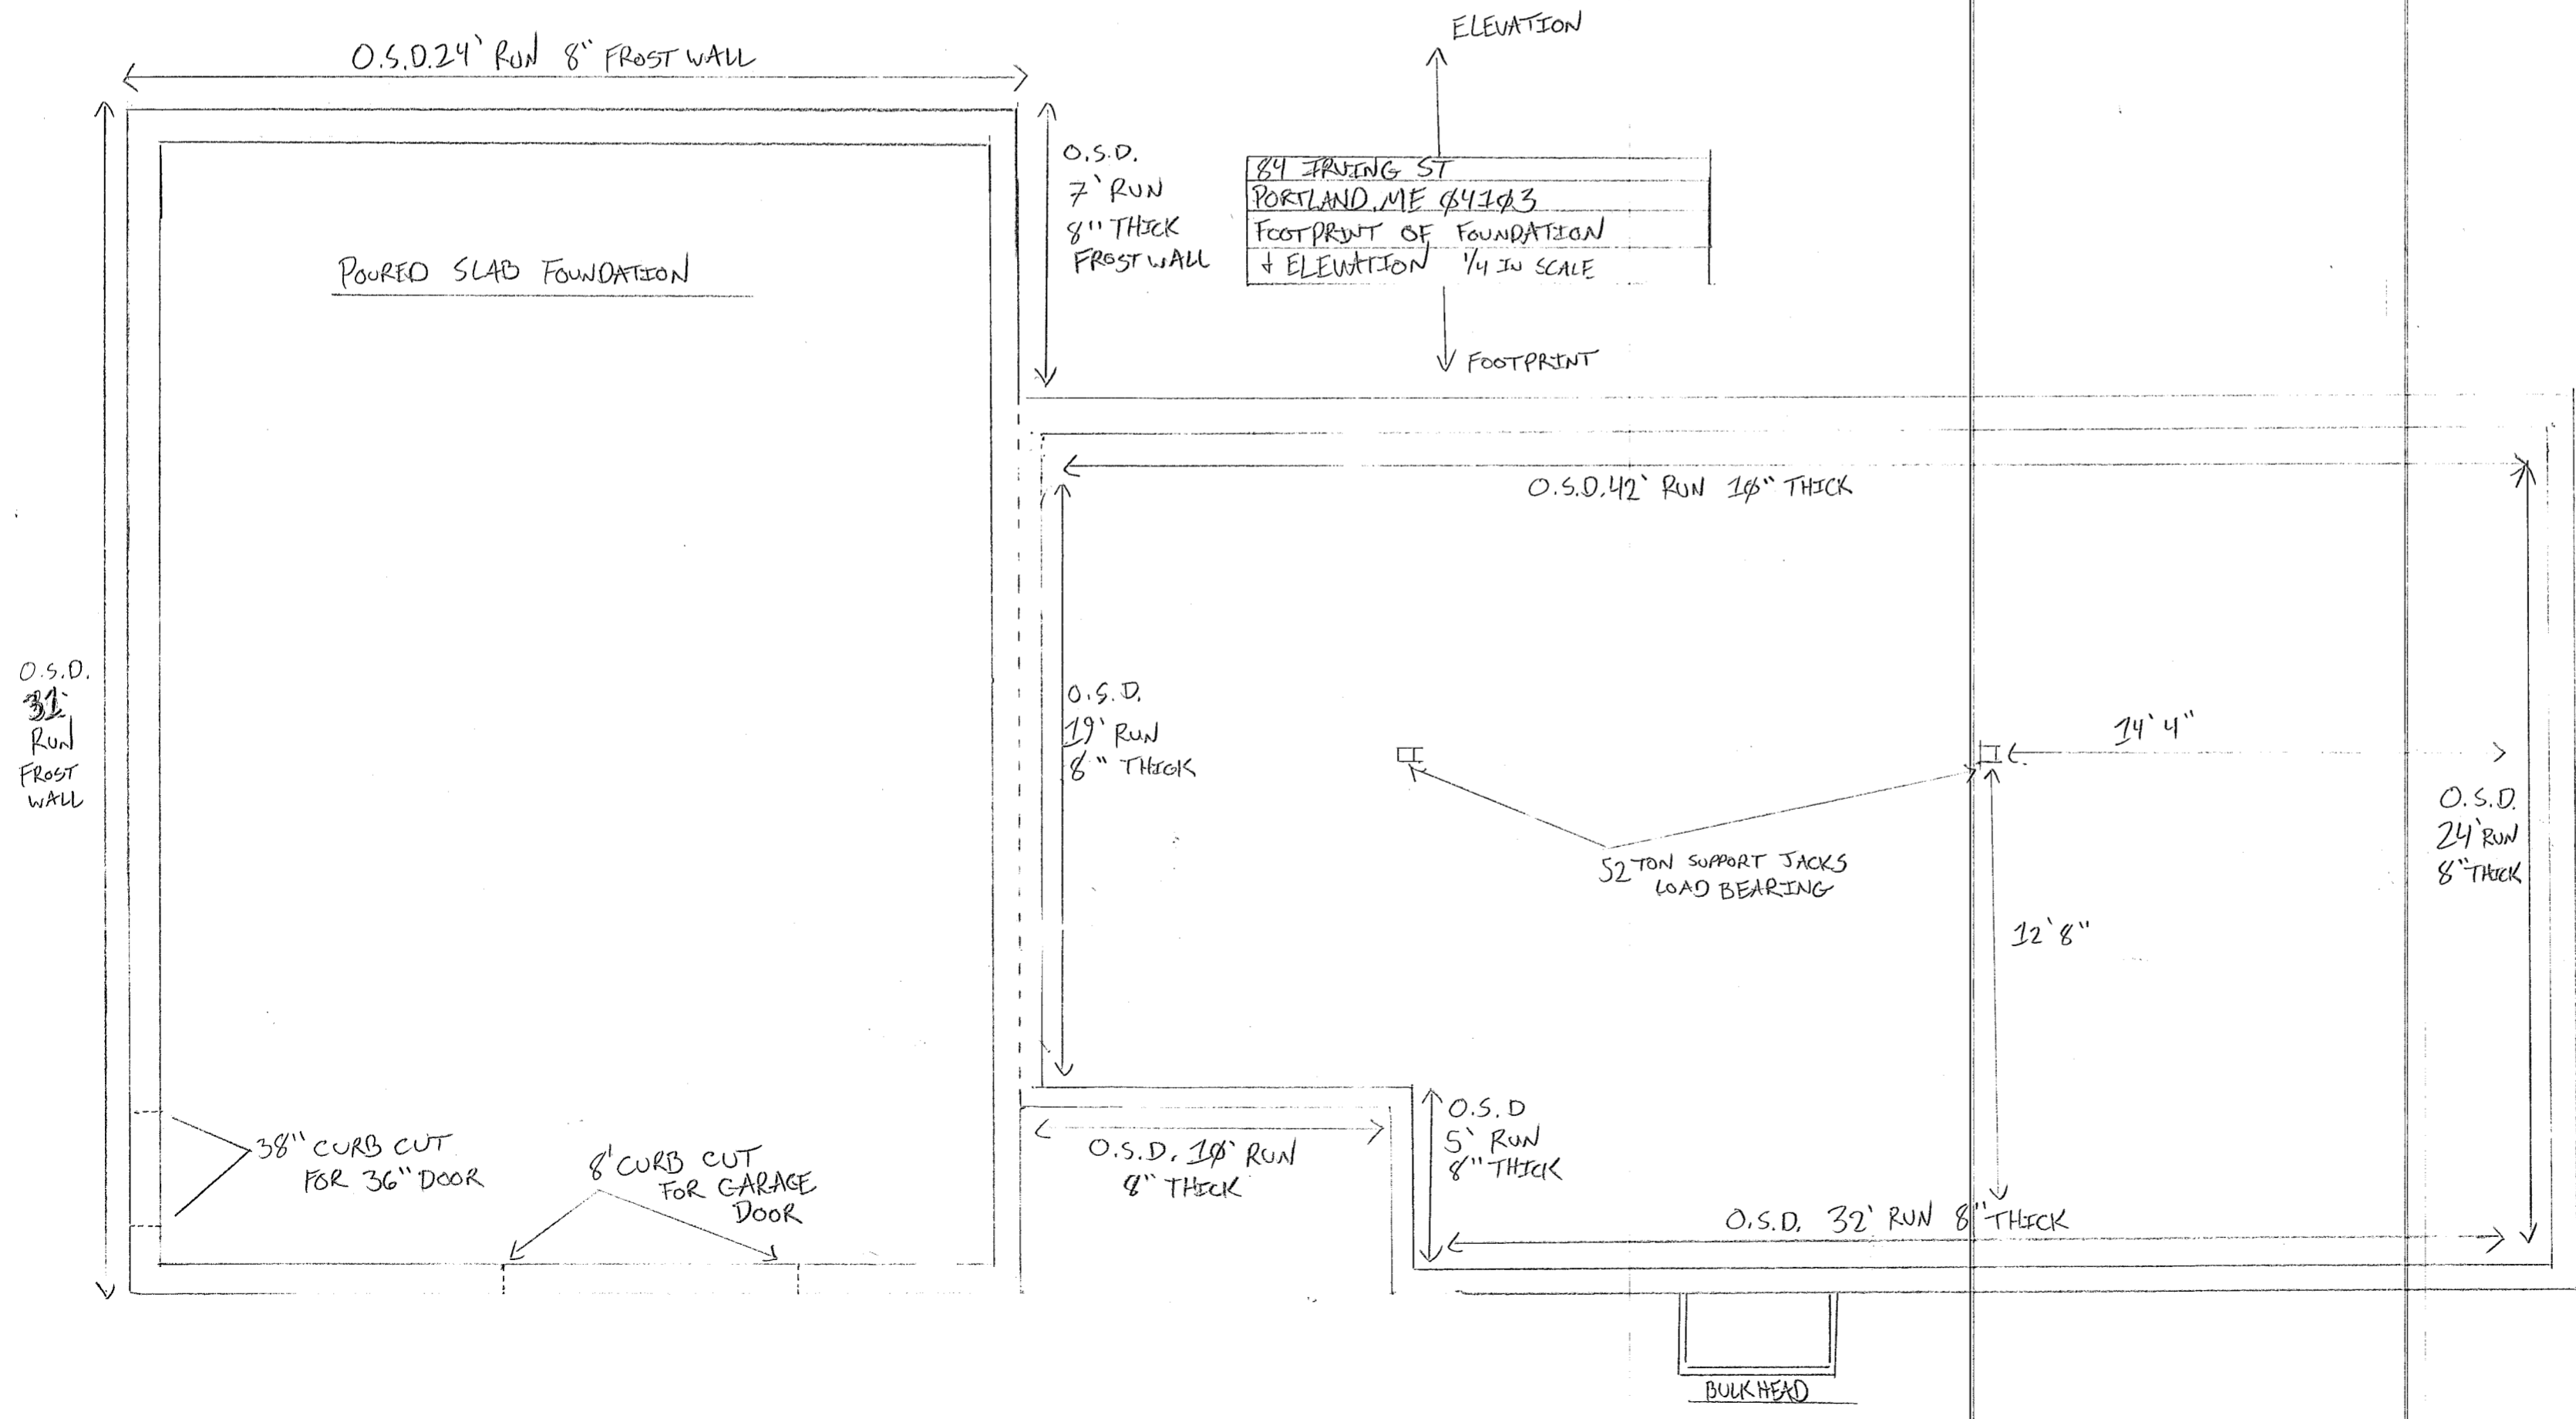 O.S.D. 24' RUN 8" FROST WALL
ELEVATION
O.S.D.
7' RUN
8" THICK
FROST WALL
84 IRVING ST
PORTLAND, ME 04103
FOOTPRINT OF FOUNDATION
+ ELEVATION 1/4 IN SCALE
FOOTPRINT
POURED SLAB FOUNDATION
O.S.D. 42' RUN 10" THICK
O.S.D.
31'
RUN
FROST
WALL
O.S.D.
19' RUN
8" THICK
14' 4"
O.S.D.
24' RUN
8" THICK
52 TON SUPPORT JACKS
LOAD BEARING
12' 8"
38" CURB CUT
FOR 36" DOOR
8' CURB CUT
FOR GARAGE
DOOR
O.S.D. 10' RUN
8" THICK
O.S.D
5' RUN
8" THICK
O.S.D. 32' RUN 8" THICK
BULKHEAD